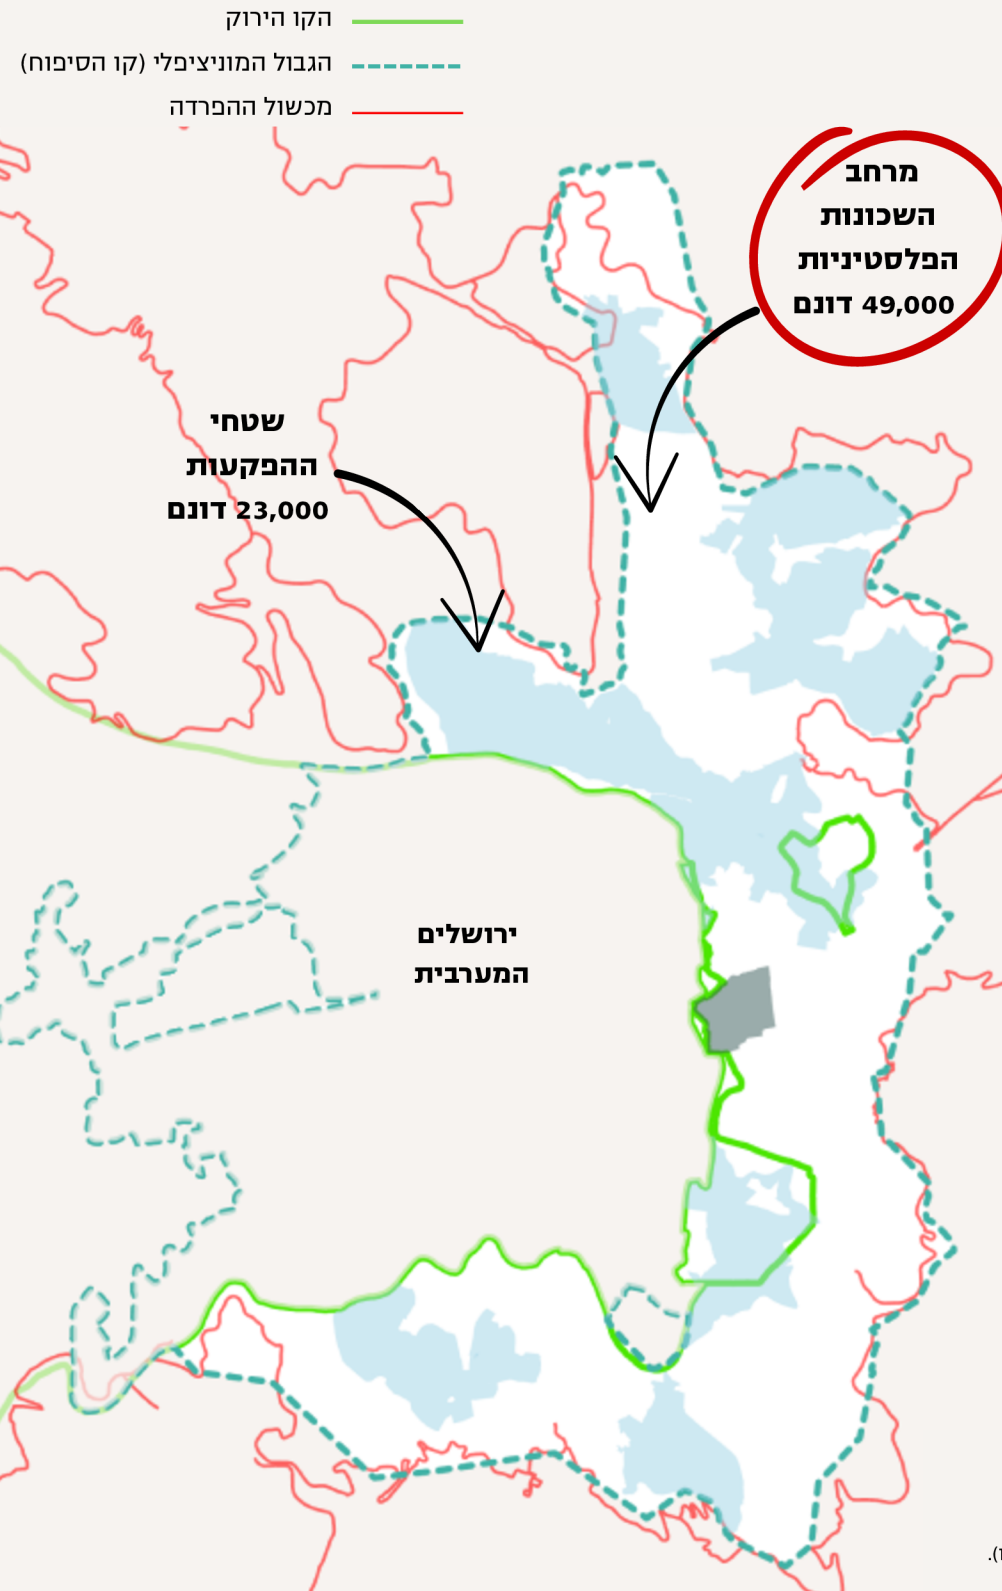 הקו הירוק
הגבול המוניציפלי (קו הסיפוח)
מכשול ההפרדה
מרחב
השכונות
הפלסטיניות
49,000 דונם
שטחי
ההפקעות
23,000 דונם
ירושלים
המערבית